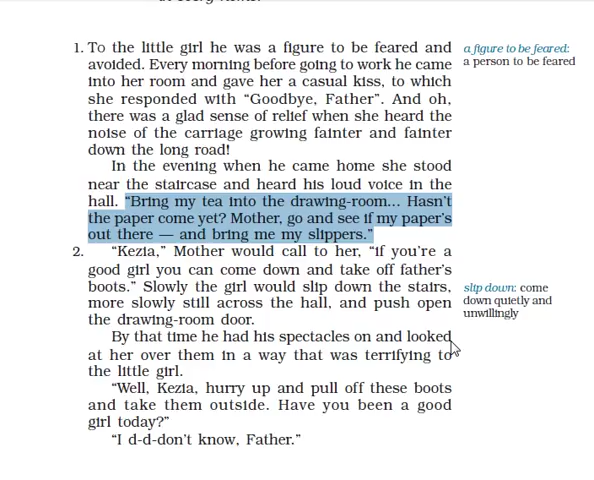 1. To the little girl he was a figure to be feared and
avoided. Every morning before going to work he came
into her room and gave her a casual kiss, to which
she responded with “Goodbye, Father”. And oh,
there was a glad sense of relief when she heard the
noise of the carriage growing fainter and fainter
down the long road!
In the evening when he came home she stood
near the staircase and heard his loud voice in the
hall. “Bring my tea into the drawing-room... Hasn’t
the paper come yet? Mother, go and see if my paper’s
out there — and bring me my slippers.”
2. “Kezia,” Mother would call to her, “if you’re a
good girl you can come down and take off father’s
boots.” Slowly the girl would slip down the stairs,
more slowly still across the hall, and push open
the drawing-room door.
By that time he had his spectacles on and looked
at her over them in a way that was terrifying to
the little girl.
“Well, Kezia, hurry up and pull off these boots
and take them outside. Have you been a good
girl today?”
“I d-d-don’t know, Father.”
a figure to be feared:
a person to be feared
slip down: come
down quietly and
unwillingly